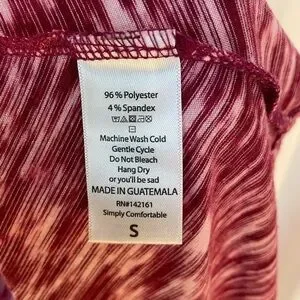 96 % Polyester
4 % Spandex
Machine Wash Cold
Gentle Cycle
Do Not Bleach
Hang Dry
or you'll be sad
MADE IN GUATEMALA
RN#142161
Simply Comfortable
S